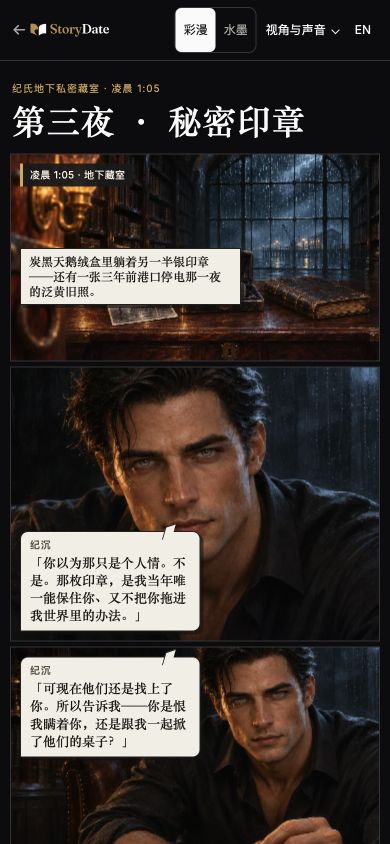 StoryDate
彩漫
水墨
视角与声音
EN
纪氏地下私密藏室 · 凌晨 1:05
第三夜 · 秘密印章
凌晨 1:05 · 地下藏室
炭黑天鹅绒盒里躺着另一半银印章
——还有一张三年前港口停电那一夜
的泛黄旧照。
纪沉
「你以为那只是个人情。不
是。那枚印章，是我当年唯
一能保住你、又不把你拖进
我世界里的办法。」
纪沉
「可现在他们还是找上了
你。所以告诉我——你是恨
我瞒着你，还是跟我一起掀
了他们的桌子？」